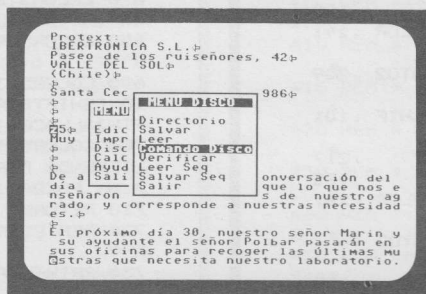 Protext:
IBERTRONICA S.L.
Paseo de los ruiseñores, 42
VALLE DEL SOL
(Chile)
Santa Cec 986
MENU DISCO
Directorio
Salvar
Leer
Comando Disco
Verificar
Leer Seq
Salvar Seq
Salir
MENU
Edic
Impr
Disc
Calc
Ayud
Sali
25
Muy
De a onversación del
día que lo que nos e
nseñaron s de nuestro ag
rado, y corresponde a nuestras necesidad
es.
El próximo día 30, nuestro señor Marin y
su ayudante el señor Polbar pasarán en
sus oficinas para recoger las últimas mu
estras que necesita nuestro laboratorio.